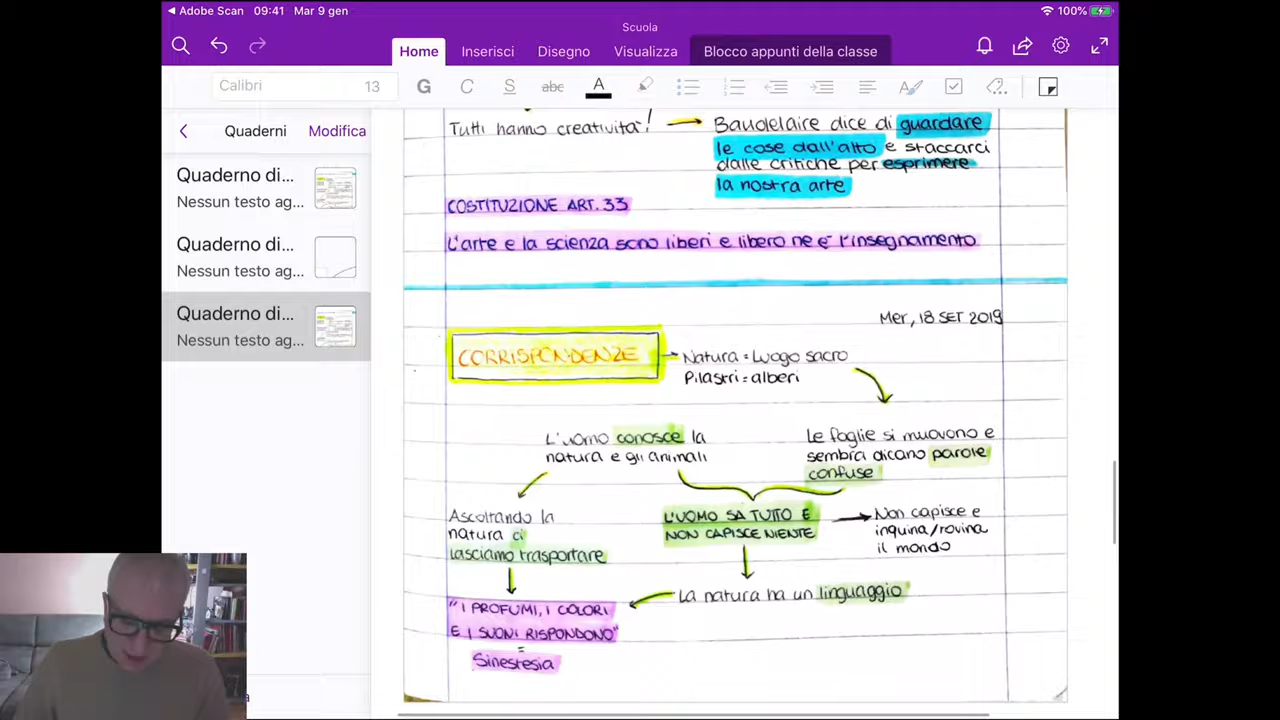 Adobe Scan 09:41 Mar 9 gen
100%
Scuola
Home Inserisci Disegno Visualizza Blocco appunti della classe
Calibri 13 G C S abc A
Quaderni Modifica
Quaderno di...
Nessun testo ag...
Quaderno di...
Nessun testo ag...
Quaderno di...
Nessun testo ag...
Tutti hanno creatività! → Baudelaire dice di guardare
le cose dall'alto e staccarci
dalle critiche per esprimere
la nostra arte
COSTITUZIONE ART. 33
L'arte e la scienza sono liberi e libero ne è l'insegnamento
Mer, 18 SET 2019
CORRISPONDENZE → Natura = Luogo sacro
Pilastri = alberi
L'uomo conosce la
natura e gli animali
Le foglie si muovono e
sembra dicano parole
confuse
Ascoltando la
natura ci
lasciamo trasportare
L'UOMO SA TUTTO E
NON CAPISCE NIENTE
Non capisce e
inquina/rovina
il mondo
La natura ha un linguaggio
"I PROFUMI, I COLORI
E I SUONI RISPONDONO"
=
Sinestesia